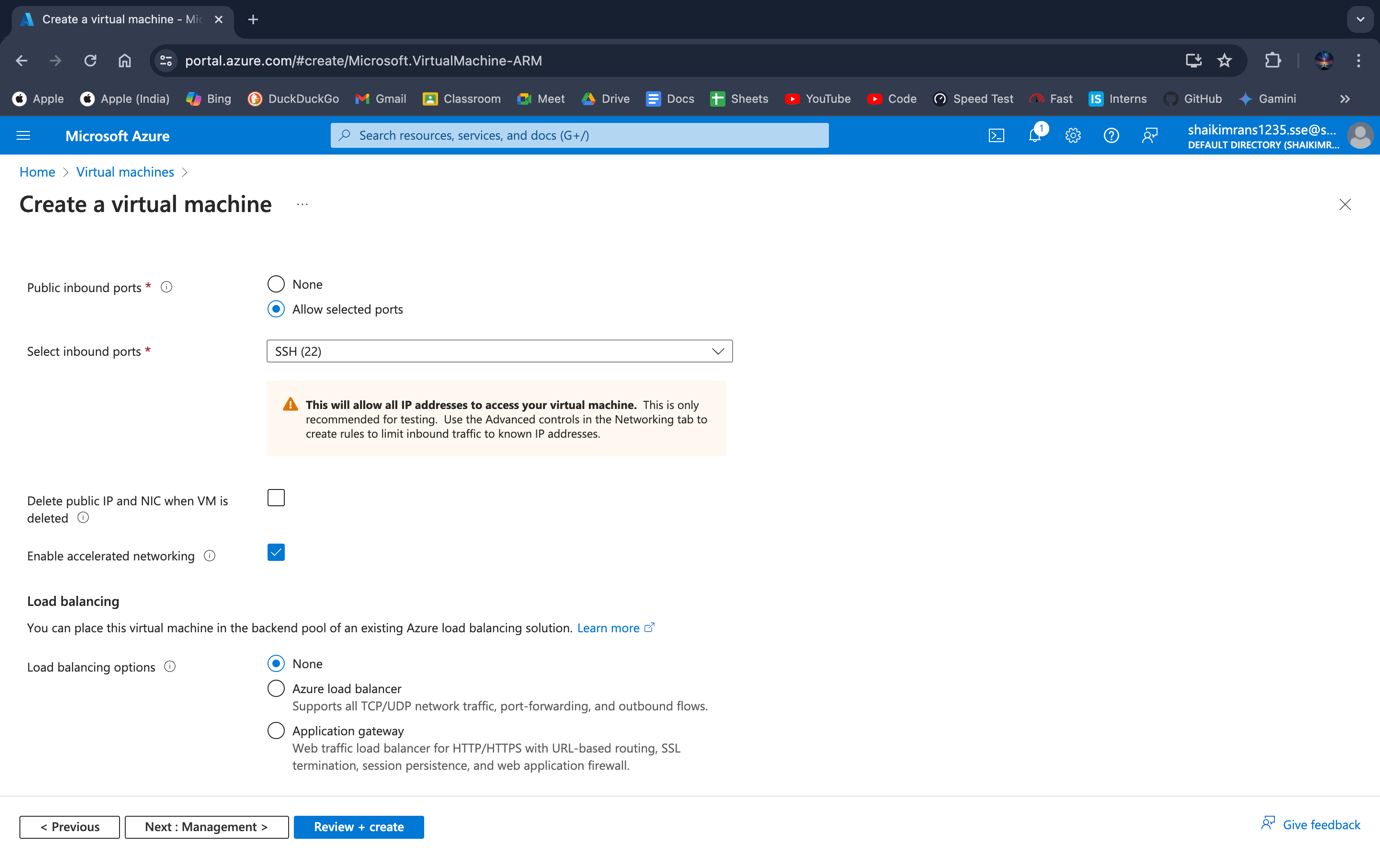 Create a virtual machine - Mic
portal.azure.com/#create/Microsoft.VirtualMachine-ARM
Apple
Apple (India)
Bing
DuckDuckGo
Gmail
Classroom
Meet
Drive
Docs
Sheets
YouTube
Code
Speed Test
Fast
IS Interns
GitHub
Gamini
Microsoft Azure
Search resources, services, and docs (G+/)
1
shaikimrans1235.sse@s...
DEFAULT DIRECTORY (SHAIKIMR...
Home > Virtual machines >
Create a virtual machine ...
Public inbound ports *
None
Allow selected ports
Select inbound ports *
SSH (22)
This will allow all IP addresses to access your virtual machine. This is only
recommended for testing. Use the Advanced controls in the Networking tab to
create rules to limit inbound traffic to known IP addresses.
Delete public IP and NIC when VM is
deleted
Enable accelerated networking
Load balancing
You can place this virtual machine in the backend pool of an existing Azure load balancing solution. Learn more
Load balancing options
None
Azure load balancer
Supports all TCP/UDP network traffic, port-forwarding, and outbound flows.
Application gateway
Web traffic load balancer for HTTP/HTTPS with URL-based routing, SSL
termination, session persistence, and web application firewall.
< Previous
Next : Management >
Review + create
Give feedback